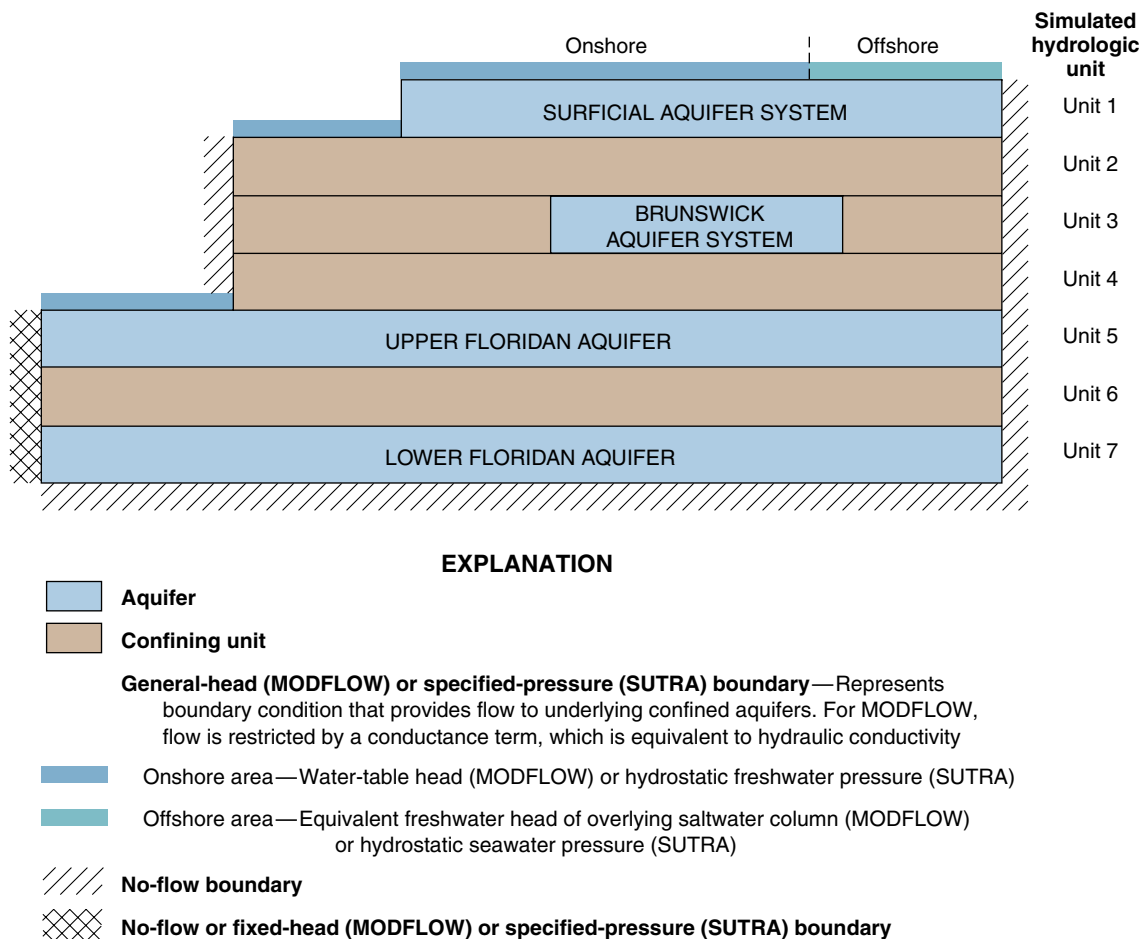 Onshore
Offshore
Simulated
hydrologic
unit
SURFICIAL AQUIFER SYSTEM
Unit 1
Unit 2
BRUNSWICK
AQUIFER SYSTEM
Unit 3
Unit 4
UPPER FLORIDAN AQUIFER
Unit 5
Unit 6
LOWER FLORIDAN AQUIFER
Unit 7
EXPLANATION
Aquifer
Confining unit
General-head (MODFLOW) or specified-pressure (SUTRA) boundary—Represents
boundary condition that provides flow to underlying confined aquifers. For MODFLOW,
flow is restricted by a conductance term, which is equivalent to hydraulic conductivity
Onshore area—Water-table head (MODFLOW) or hydrostatic freshwater pressure (SUTRA)
Offshore area—Equivalent freshwater head of overlying saltwater column (MODFLOW)
or hydrostatic seawater pressure (SUTRA)
No-flow boundary
No-flow or fixed-head (MODFLOW) or specified-pressure (SUTRA) boundary